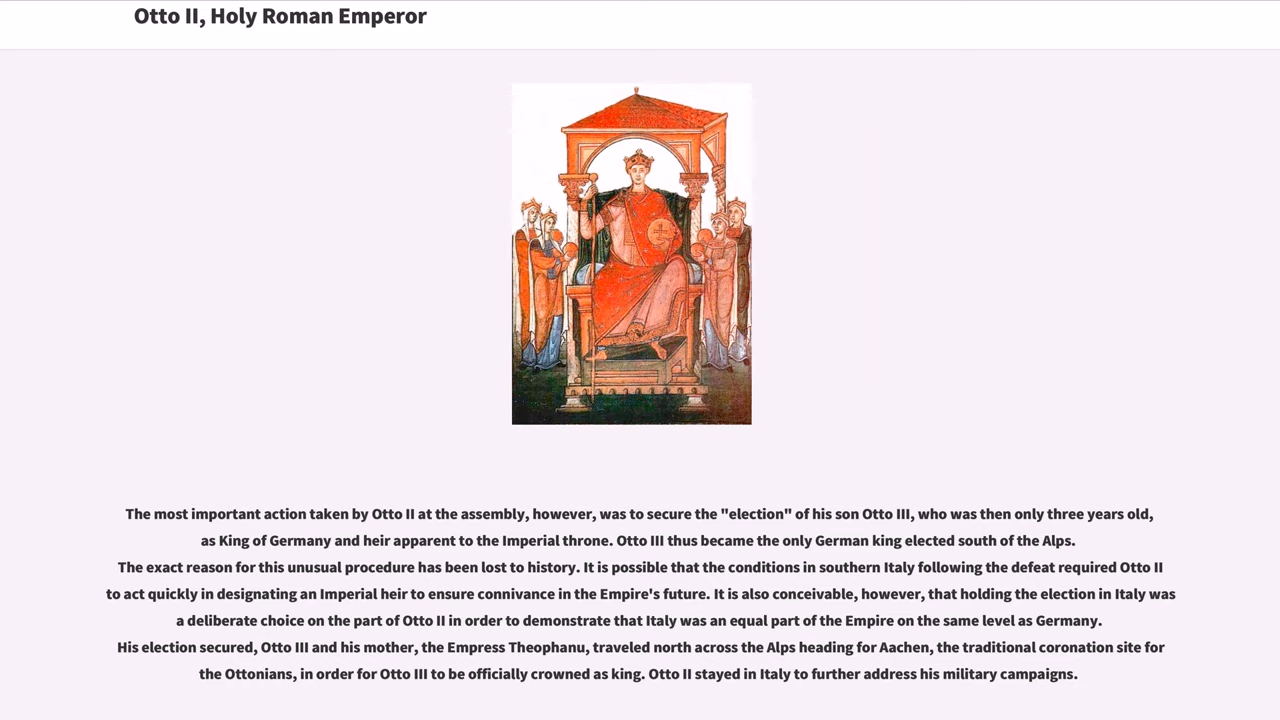 Otto II, Holy Roman Emperor
The most important action taken by Otto II at the assembly, however, was to secure the "election" of his son Otto III, who was then only three years old,
as King of Germany and heir apparent to the Imperial throne. Otto III thus became the only German king elected south of the Alps.
The exact reason for this unusual procedure has been lost to history. It is possible that the conditions in southern Italy following the defeat required Otto II
to act quickly in designating an Imperial heir to ensure connivance in the Empire's future. It is also conceivable, however, that holding the election in Italy was
a deliberate choice on the part of Otto II in order to demonstrate that Italy was an equal part of the Empire on the same level as Germany.
His election secured, Otto III and his mother, the Empress Theophanu, traveled north across the Alps heading for Aachen, the traditional coronation site for
the Ottonians, in order for Otto III to be officially crowned as king. Otto II stayed in Italy to further address his military campaigns.